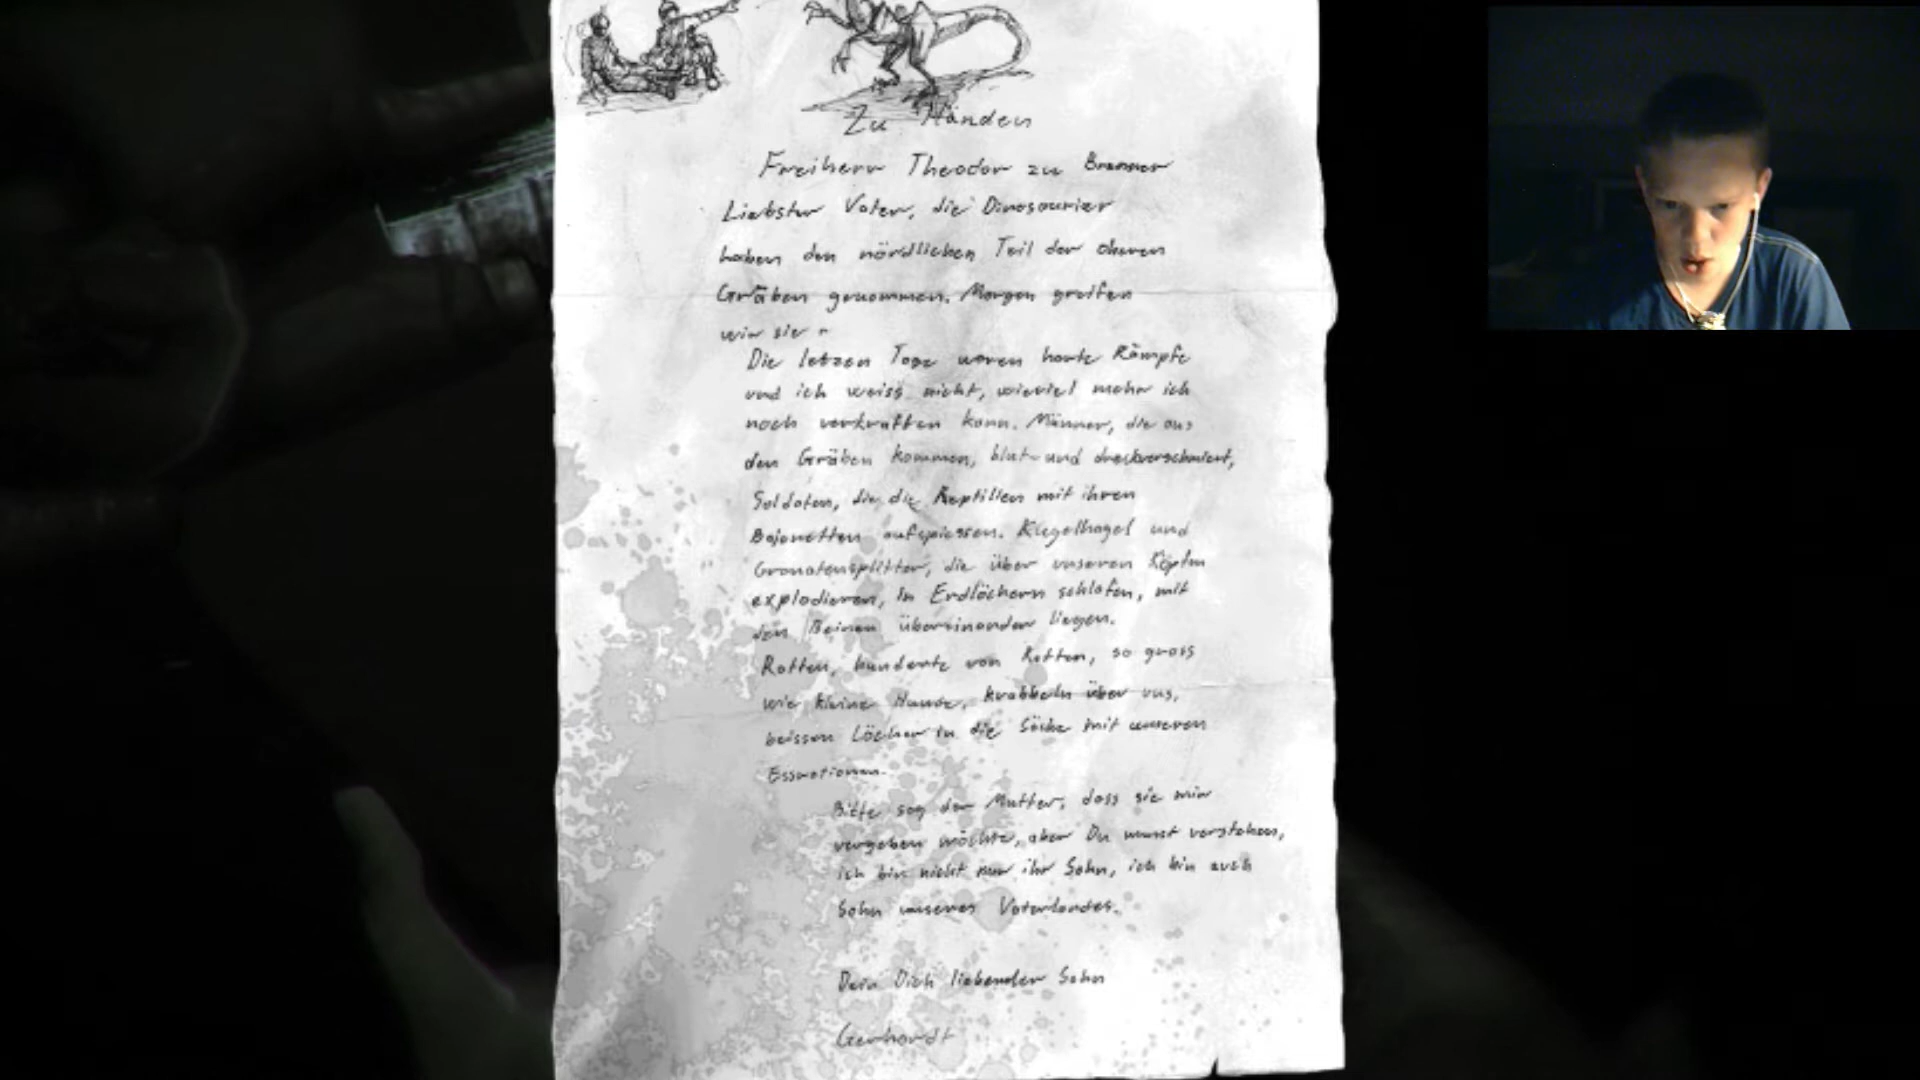 Zu Händen
Freiherr Theodor zu Brammer
Liebster Vater, die Dinosaurier
haben den nördlichen Teil der oberen
Gräben genommen. Morgen greifen
wir sie
Die letzen Tage waren harte Kämpfe
und ich weiss nicht, wieviel mehr ich
noch verkraften kann. Männer, die aus
den Gräben kommen, blut- und dreckverschmiert,
Soldaten, die die Reptilien mit ihren
Bajonetten aufspiessen. Kugelhagel und
Granatensplitter, die über unseren Köpfen
explodieren, In Erdlöchern schlafen, mit
den Beinen übereinander liegen.
Ratten, hunderte von Ratten, so gross
wie kleine Hunde, krabbeln über uns,
beissen Löcher in die Säcke mit unseren
Essrationen.
Bitte sag der Mutter, dass sie mir
vergeben möchte, aber Du musst verstehen,
ich bin nicht nur ihr Sohn, ich bin auch
Sohn unseres Vaterlandes.
Dein Dich liebender Sohn
Gerhardt